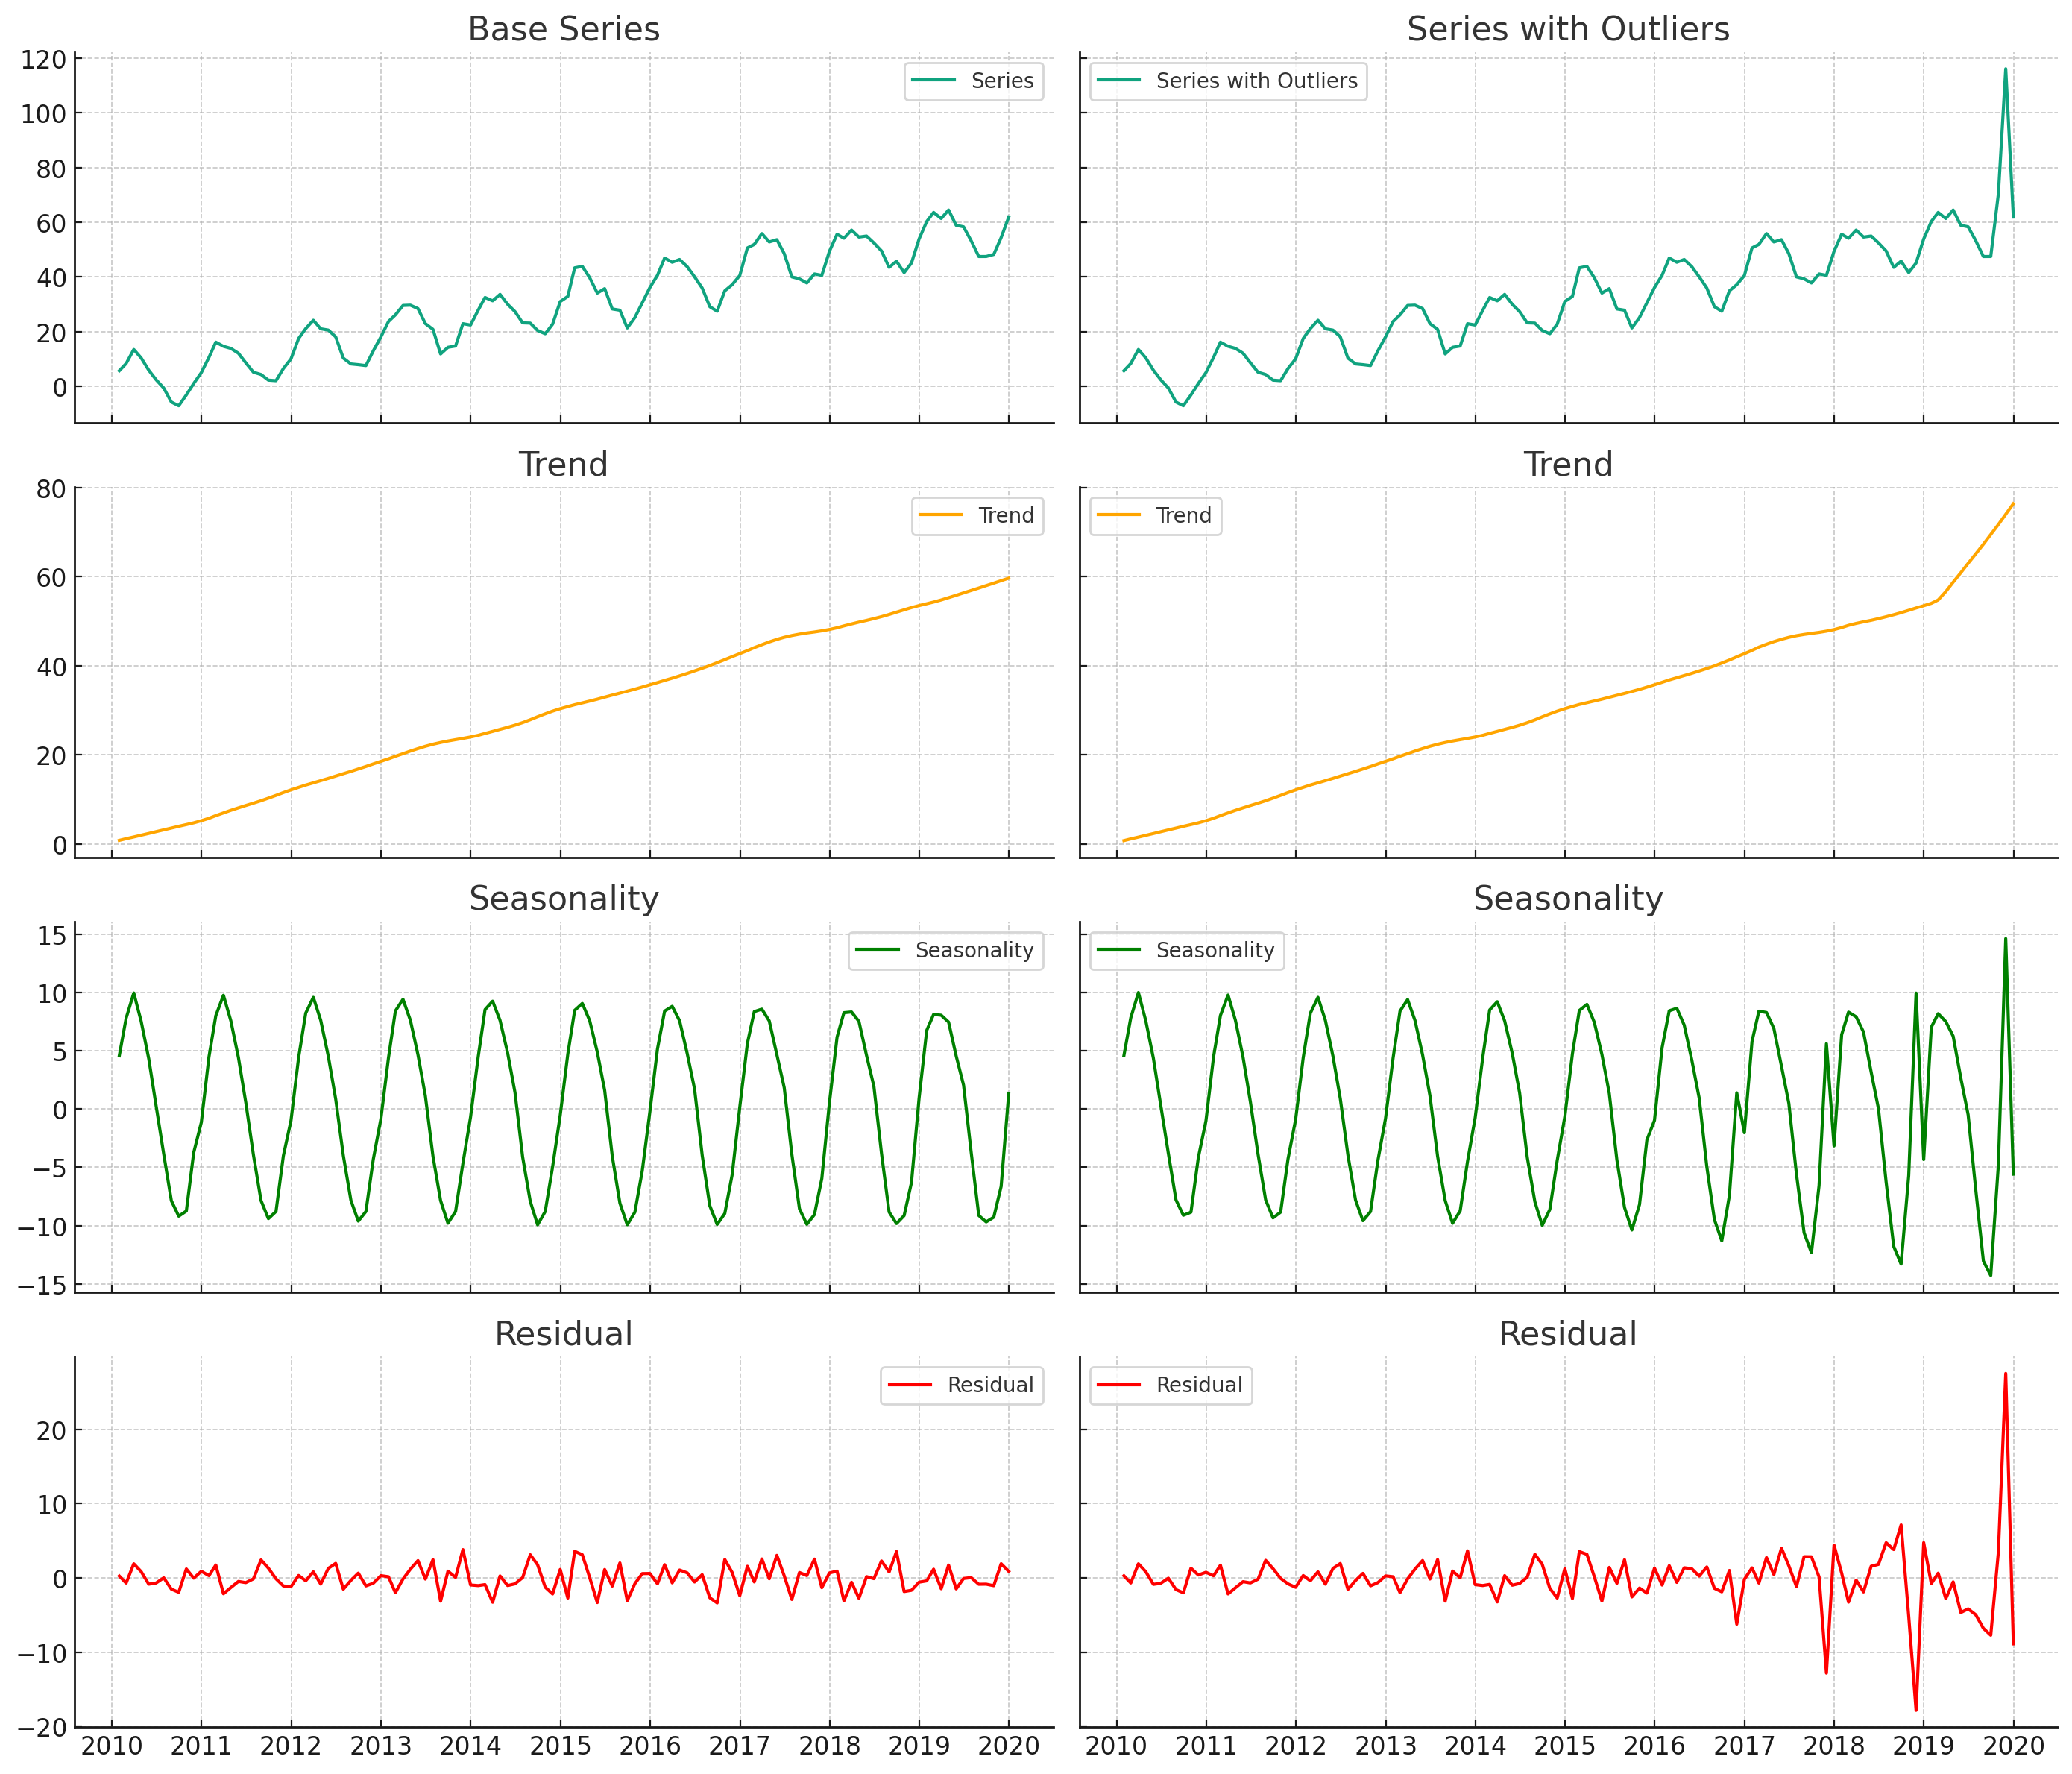 Base Series
Series with Outliers
120
100
80
60
40
20
0
Series
Series with Outliers
Trend
Trend
80
60
40
20
0
Trend
Trend
Seasonality
Seasonality
15
10
5
0
−5
−10
−15
Seasonality
Seasonality
Residual
Residual
20
10
0
−10
−20
Residual
Residual
2010 2011 2012 2013 2014 2015 2016 2017 2018 2019 2020
2010 2011 2012 2013 2014 2015 2016 2017 2018 2019 2020